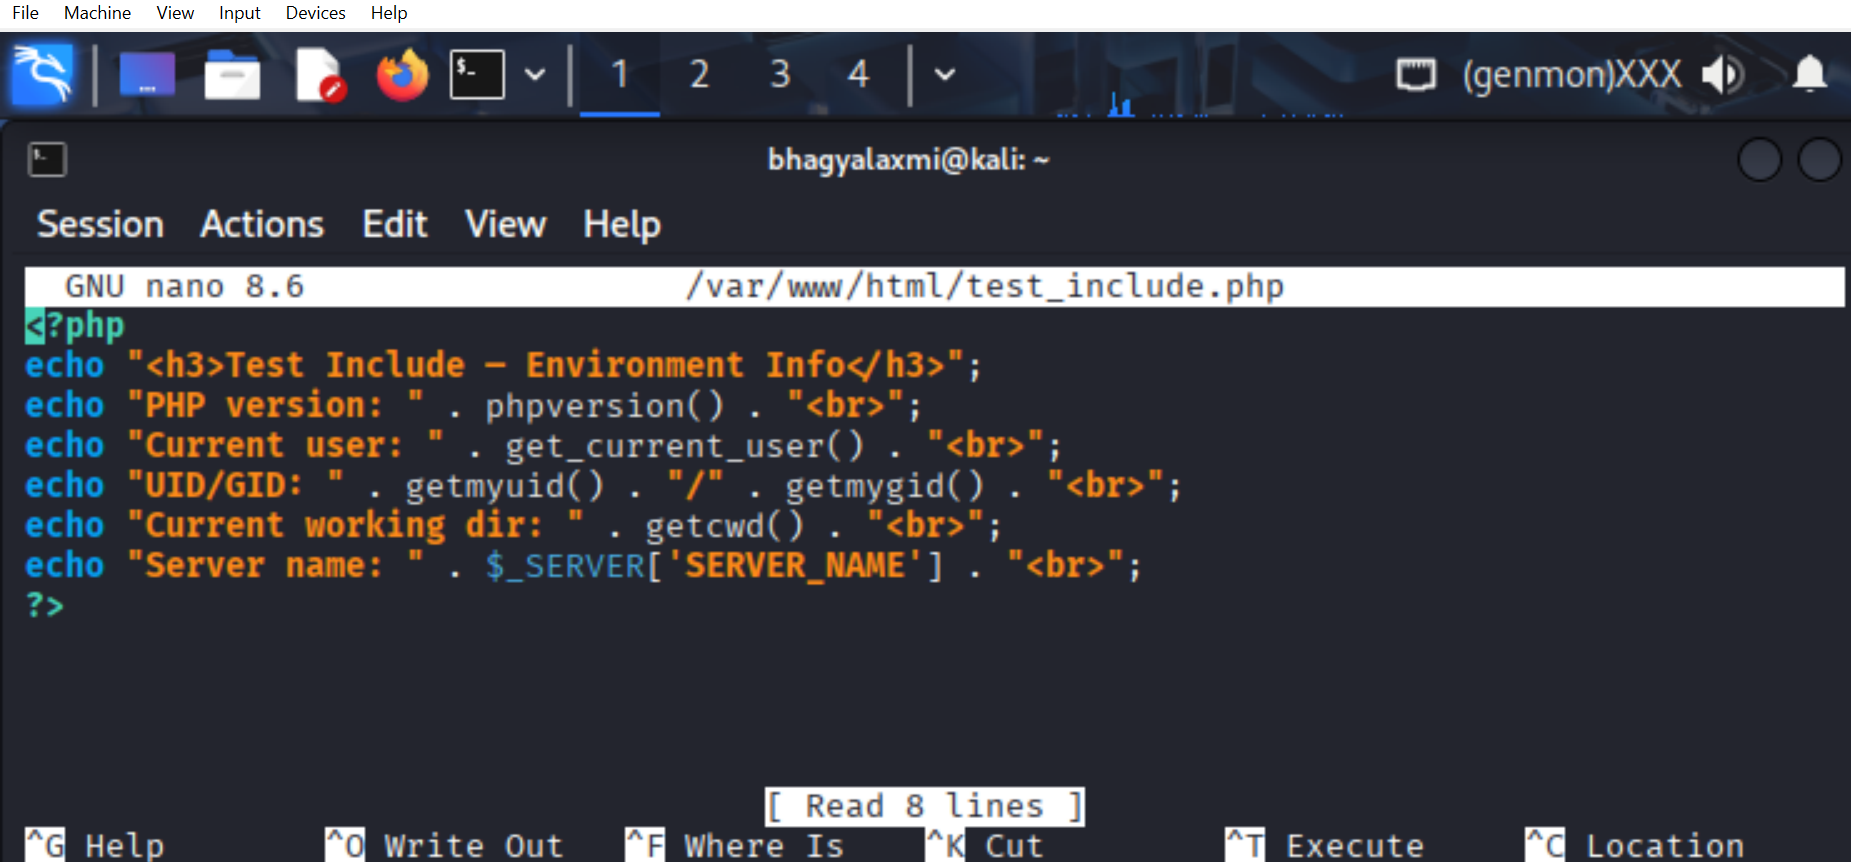 File Machine View Input Devices Help
$_ 1 2 3 4 (genmon)XXX
bhagyalaxmi@kali: ~
Session Actions Edit View Help
GNU nano 8.6 /var/www/html/test_include.php
<?php
echo "<h3>Test Include — Environment Info</h3>";
echo "PHP version: " . phpversion() . "<br>";
echo "Current user: " . get_current_user() . "<br>";
echo "UID/GID: " . getmyuid() . "/" . getmygid() . "<br>";
echo "Current working dir: " . getcwd() . "<br>";
echo "Server name: " . $_SERVER['SERVER_NAME'] . "<br>";
?>
[ Read 8 lines ]
^G Help ^O Write Out ^F Where Is ^K Cut ^T Execute ^C Location